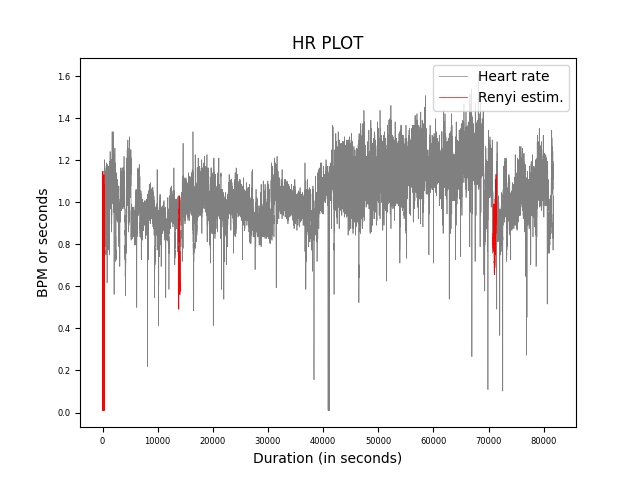 HR PLOT
Heart rate
Renyi estim.
BPM or seconds
1.6
1.4
1.2
1.0
0.8
0.6
0.4
0.2
0.0
0 10000 20000 30000 40000 50000 60000 70000 80000
Duration (in seconds)